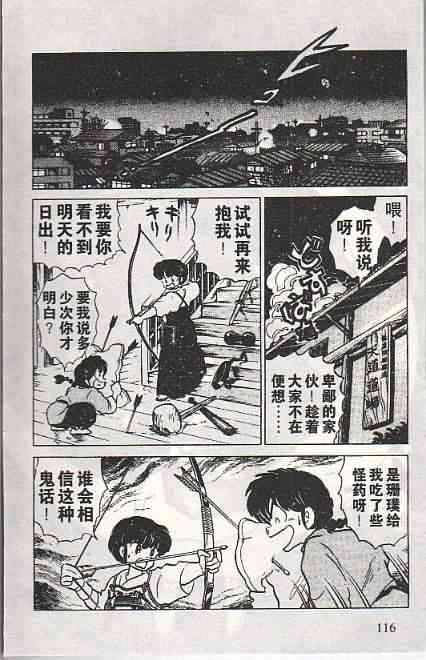 喂！
听我说
呀！
卑鄙的家
伙！趁着
大家不在
便想……
天道道场
试试再来
抱我！
キリ
キリ
我要你
看不到
明天的
日出！
要我说多
少次你才
明白？
是珊璞给
我吃了些
怪药呀！
谁会相
信这种
鬼话！
116